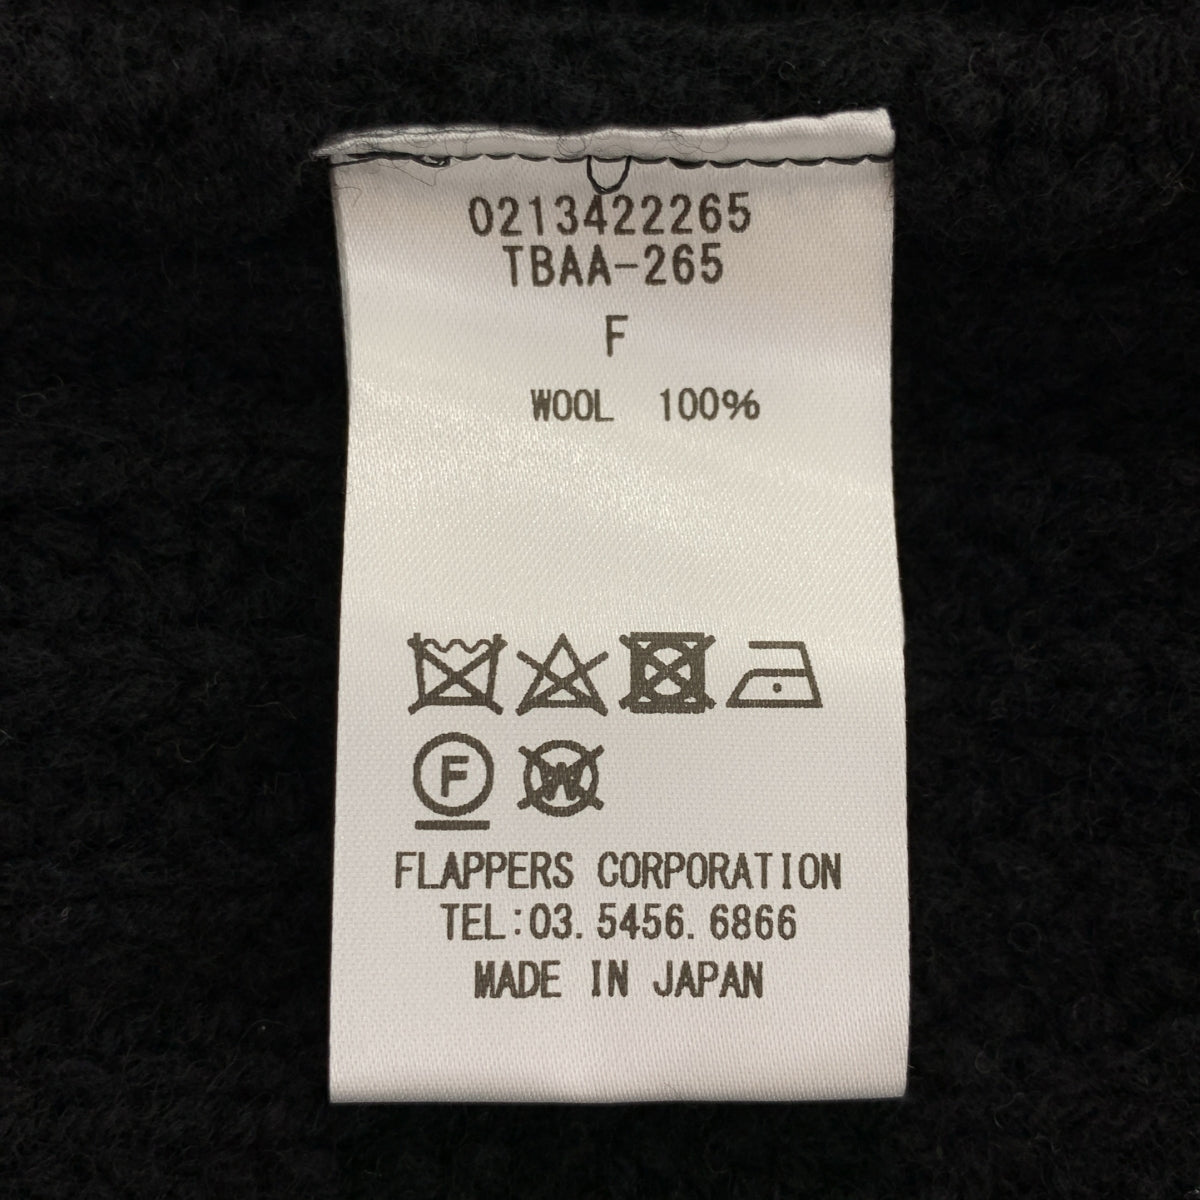 0213422265
TBAA-265
F
WOOL 100%
F W
FLAPPERS CORPORATION
TEL:03.5456.6866
MADE IN JAPAN